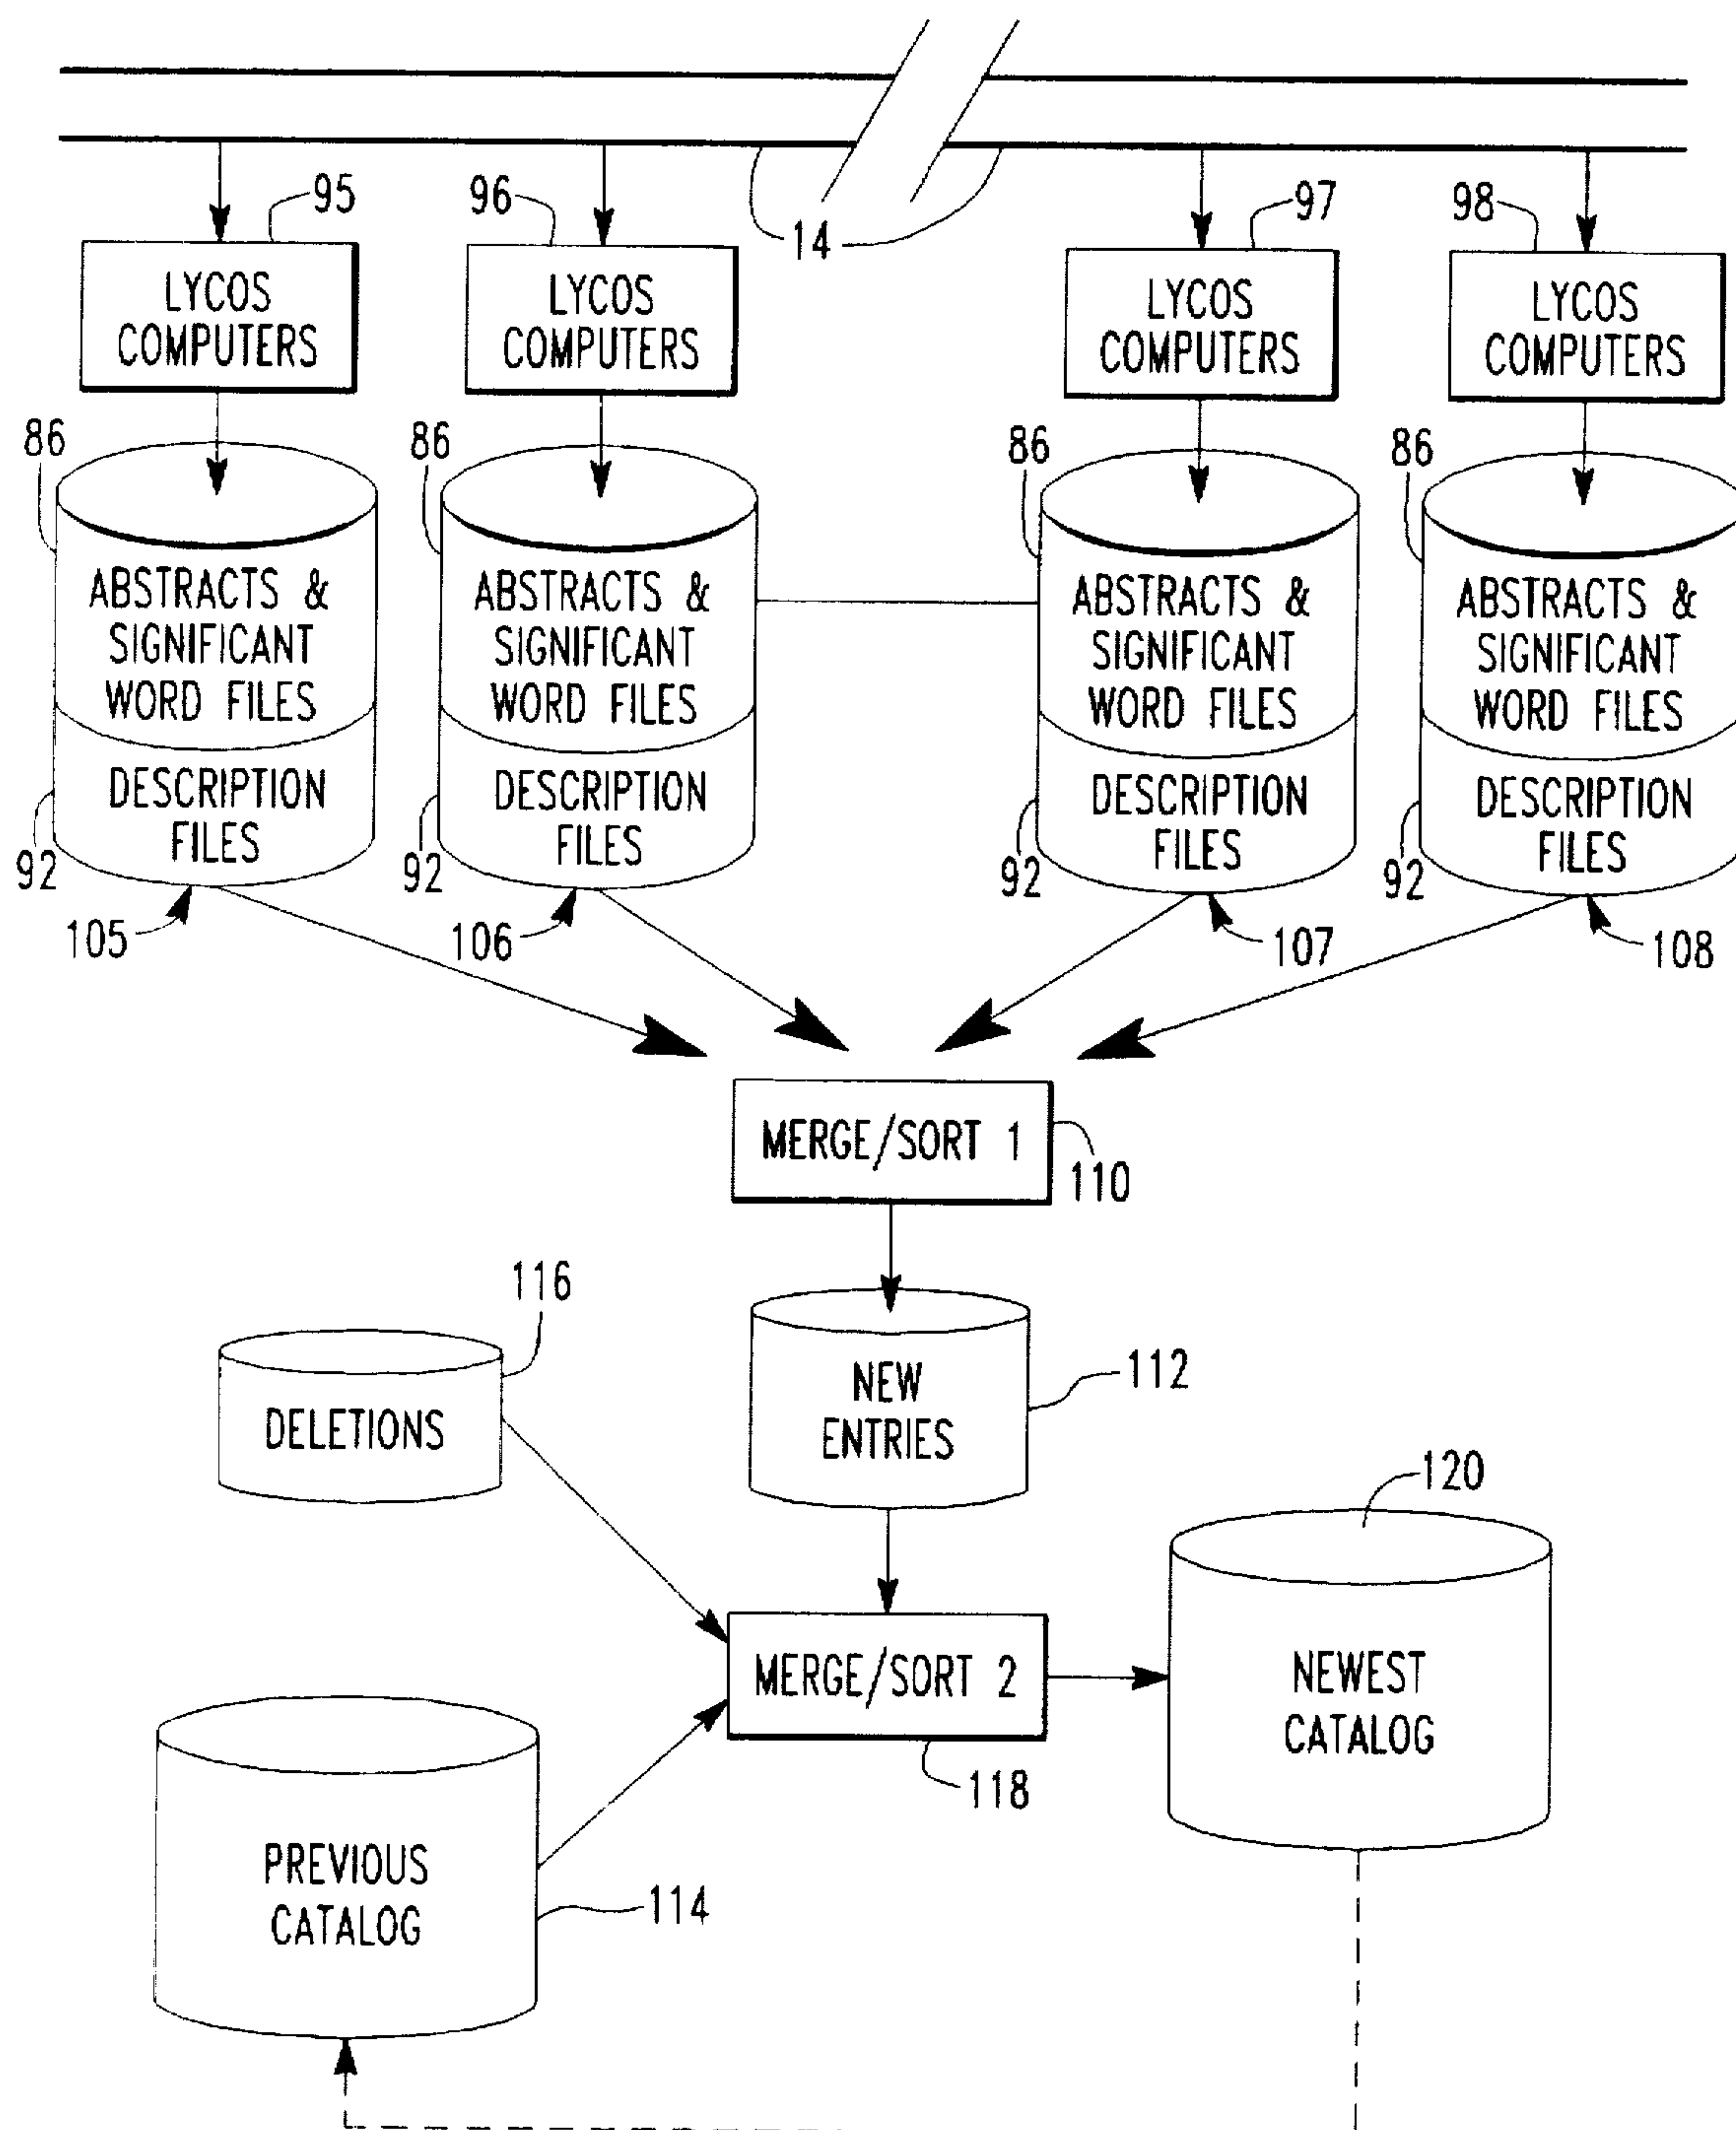 95
96
14
97
98
LYCOS
COMPUTERS
LYCOS
COMPUTERS
LYCOS
COMPUTERS
LYCOS
COMPUTERS
86
86
86
86
ABSTRACTS &
SIGNIFICANT
WORD FILES
ABSTRACTS &
SIGNIFICANT
WORD FILES
ABSTRACTS &
SIGNIFICANT
WORD FILES
ABSTRACTS &
SIGNIFICANT
WORD FILES
DESCRIPTION
FILES
DESCRIPTION
FILES
DESCRIPTION
FILES
DESCRIPTION
FILES
92
92
92
92
105
106
107
108
MERGE/SORT 1
110
116
DELETIONS
NEW
ENTRIES
112
120
MERGE/SORT 2
118
NEWEST
CATALOG
PREVIOUS
CATALOG
114